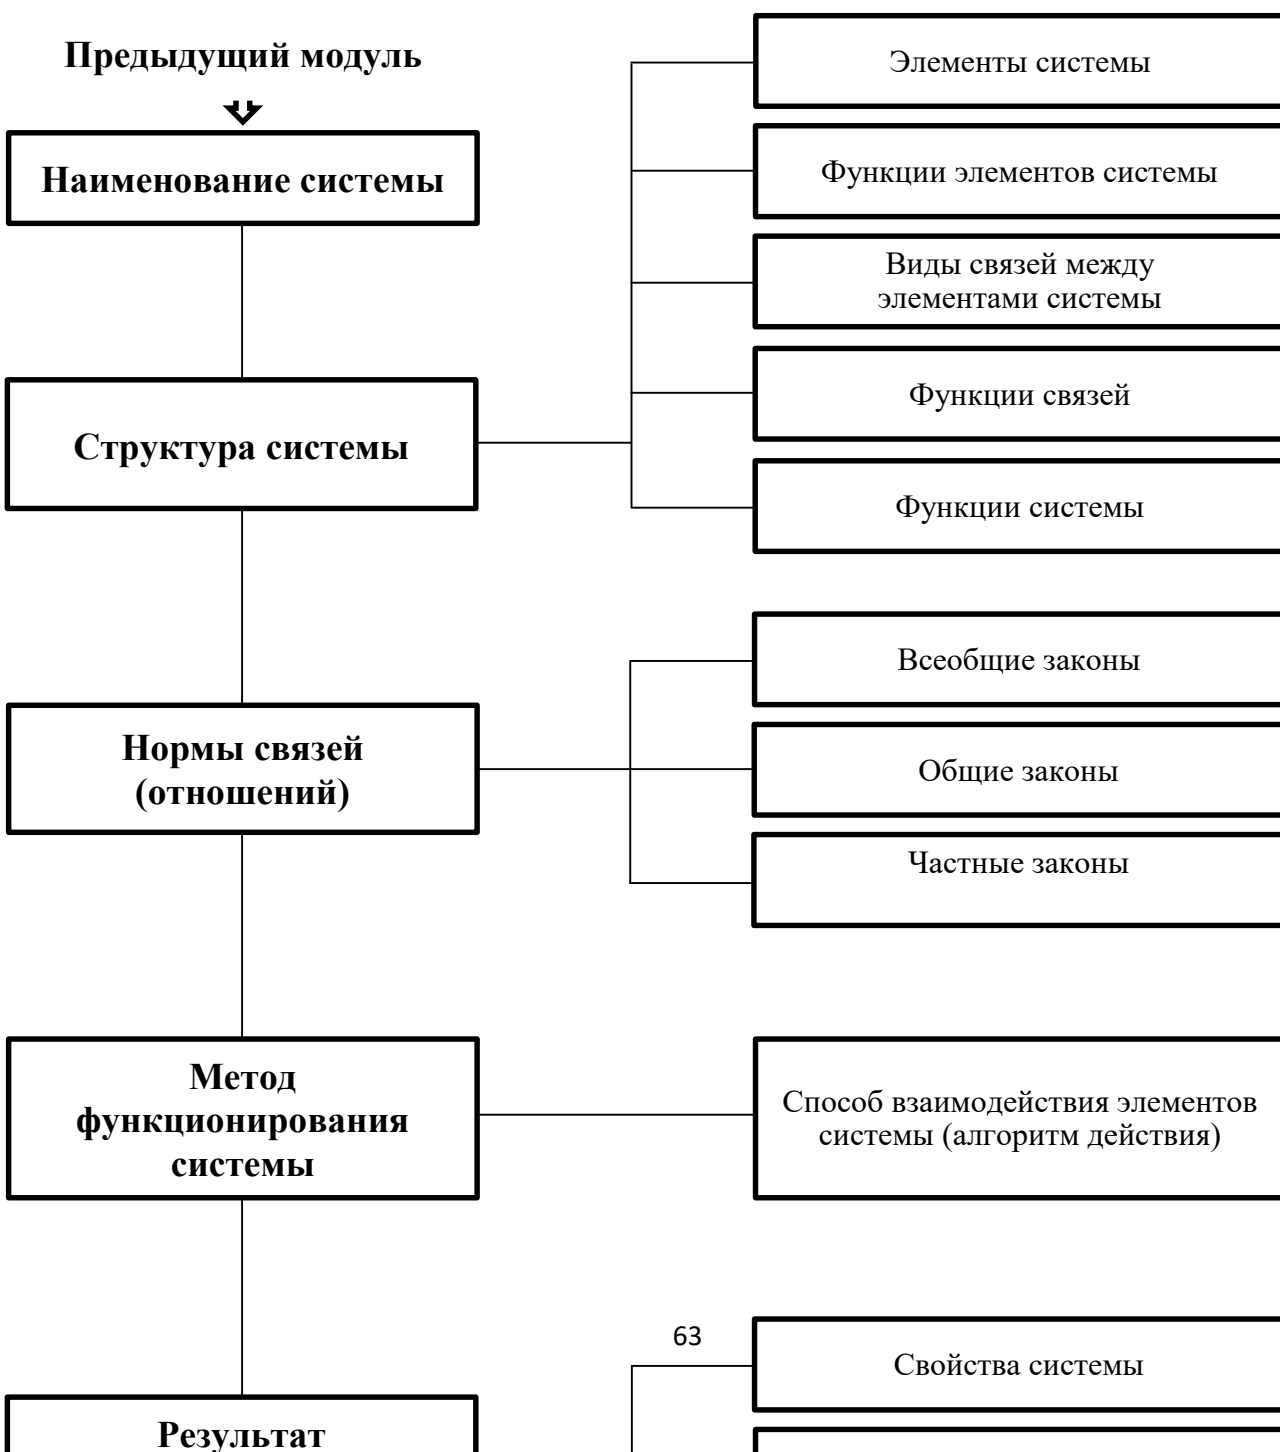 Предыдущий модуль
Наименование системы
Элементы системы
Функции элементов системы
Виды связей между
элементами системы
Структура системы
Функции связей
Функции системы
Нормы связей
(отношений)
Всеобщие законы
Общие законы
Частные законы
Метод
функционирования
системы
Способ взаимодействия элементов
системы (алгоритм действия)
63
Свойства системы
Результат